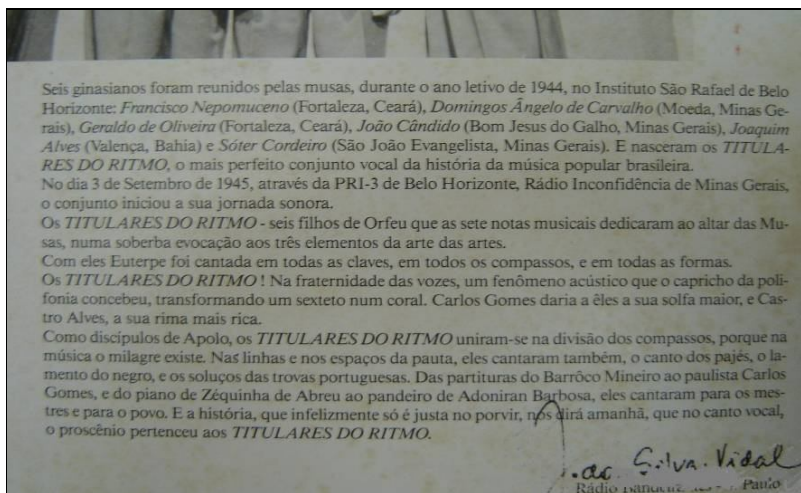 Seis ginasianos foram reunidos pelas musas, durante o ano letivo de 1944, no Instituto São Rafael de Belo
Horizonte: Francisco Nepomuceno (Fortaleza, Ceará), Domingos Ângelo de Carvalho (Moeda, Minas Ge-
rais), Geraldo de Oliveira (Fortaleza, Ceará), João Cândido (Bom Jesus do Galho, Minas Gerais), Joaquim
Alves (Valença, Bahia) e Sóter Cordeiro (São João Evangelista, Minas Gerais). E nasceram os TITULA-
RES DO RITMO, o mais perfeito conjunto vocal da história da música popular brasileira.
No dia 3 de Setembro de 1945, através da PRI-3 de Belo Horizonte, Rádio Inconfidência de Minas Gerais,
o conjunto iniciou a sua jornada sonora.
Os TITULARES DO RITMO - seis filhos de Orfeu que as sete notas musicais dedicaram ao altar das Mu-
sas, numa soberba evocação aos três elementos da arte das artes.
Com eles Euterpe foi cantada em todas as claves, em todos os compassos, e em todas as formas.
Os TITULARES DO RITMO ! Na fraternidade das vozes, um fenômeno acústico que o capricho da poli-
fonia concebeu, transformando um sexteto num coral. Carlos Gomes daria a êles a sua solfa maior, e Cas-
tro Alves, a sua rima mais rica.
Como discípulos de Apolo, os TITULARES DO RITMO uniram-se na divisão dos compassos, porque na
música o milagre existe. Nas linhas e nos espaços da pauta, eles cantaram também, o canto dos pajés, o la-
mento do negro, e os soluços das trovas portuguesas. Das partituras do Barrôco Mineiro ao paulista Carlos
Gomes, e do piano de Zéquinha de Abreu ao pandeiro de Adoniran Barbosa, eles cantaram para os mes-
tres e para o povo. E a história, que infelizmente só é justa no porvir, nos dirá amanhã, que no canto vocal,
o proscênio pertenceu aos TITULARES DO RITMO.
Silva Vidal
Rádio Paulo